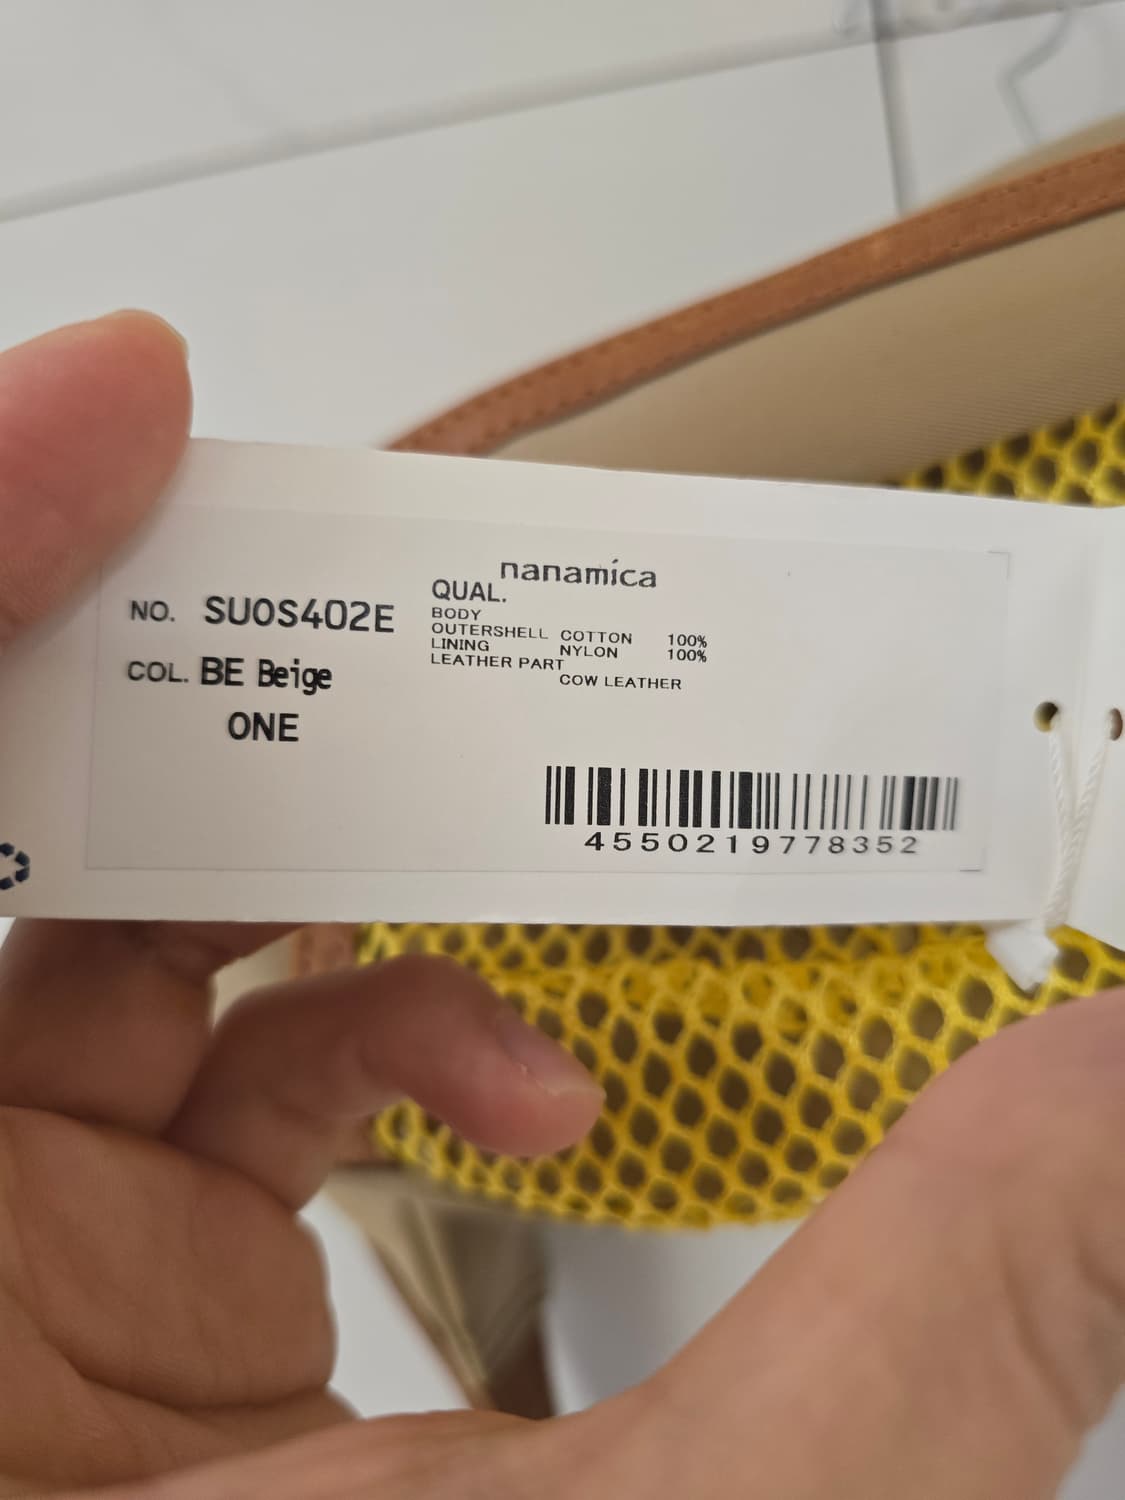 nanamica
NO. SUOS402E
COL. BE Beige
ONE
QUAL.
BODY
OUTERSHELL COTTON 100%
LINING NYLON 100%
LEATHER PART
COW LEATHER
4550219778352